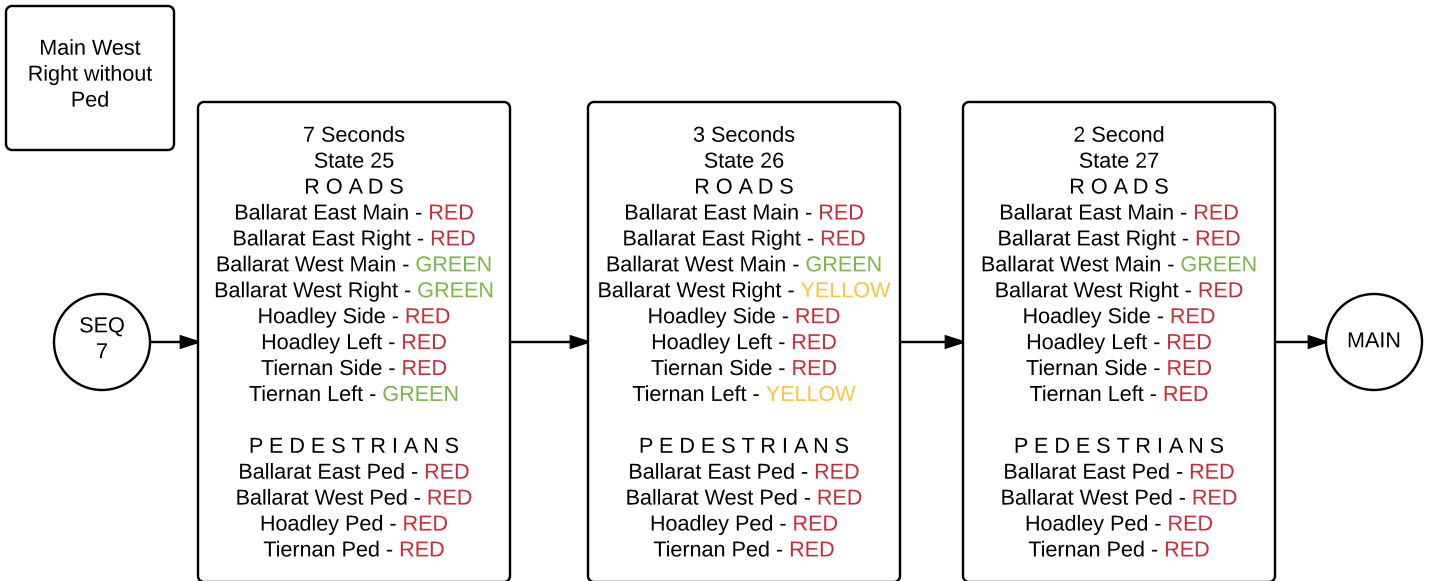 Main West
Right without
Ped
SEQ
7
7 Seconds
State 25
R O A D S
Ballarat East Main - RED
Ballarat East Right - RED
Ballarat West Main - GREEN
Ballarat West Right - GREEN
Hoadley Side - RED
Hoadley Left - RED
Tiernan Side - RED
Tiernan Left - GREEN
P E D E S T R I A N S
Ballarat East Ped - RED
Ballarat West Ped - RED
Hoadley Ped - RED
Tiernan Ped - RED
3 Seconds
State 26
R O A D S
Ballarat East Main - RED
Ballarat East Right - RED
Ballarat West Main - GREEN
Ballarat West Right - YELLOW
Hoadley Side - RED
Hoadley Left - RED
Tiernan Side - RED
Tiernan Left - YELLOW
P E D E S T R I A N S
Ballarat East Ped - RED
Ballarat West Ped - RED
Hoadley Ped - RED
Tiernan Ped - RED
2 Second
State 27
R O A D S
Ballarat East Main - RED
Ballarat East Right - RED
Ballarat West Main - GREEN
Ballarat West Right - RED
Hoadley Side - RED
Hoadley Left - RED
Tiernan Side - RED
Tiernan Left - RED
P E D E S T R I A N S
Ballarat East Ped - RED
Ballarat West Ped - RED
Hoadley Ped - RED
Tiernan Ped - RED
MAIN